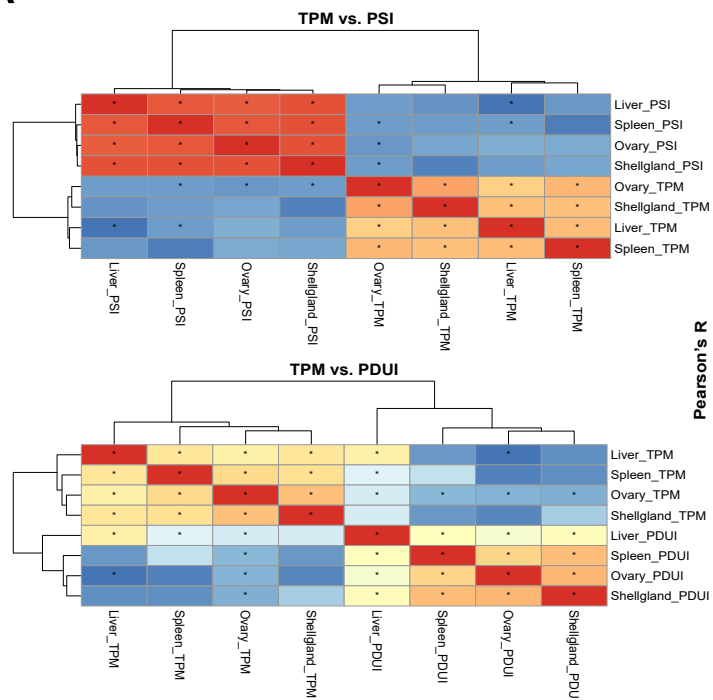 TPM vs. PSI
* * * * *
Liver_PSI
* * * * * *
Spleen_PSI
* * * * *
Ovary_PSI
* * * * *
Shellgland_PSI
* * * * * * *
Ovary_TPM
* * * *
Shellgland_TPM
* * * * * *
Liver_TPM
* * * *
Spleen_TPM
Liver_PSI
Spleen_PSI
Ovary_PSI
Shellgland_PSI
Ovary_TPM
Shellgland_TPM
Liver_TPM
Spleen_TPM
Pearson's R
TPM vs. PDUI
* * * * * *
Liver_TPM
* * * * *
Spleen_TPM
* * * * * * * *
Ovary_TPM
* * * *
Shellgland_TPM
* * * * * * *
Liver_PDUI
* * * * *
Spleen_PDUI
* * * * * *
Ovary_PDUI
* * * * *
Shellgland_PDUI
Liver_TPM
Spleen_TPM
Ovary_TPM
Shellgland_TPM
Liver_PDUI
Spleen_PDUI
Ovary_PDUI
Shellgland_PDU